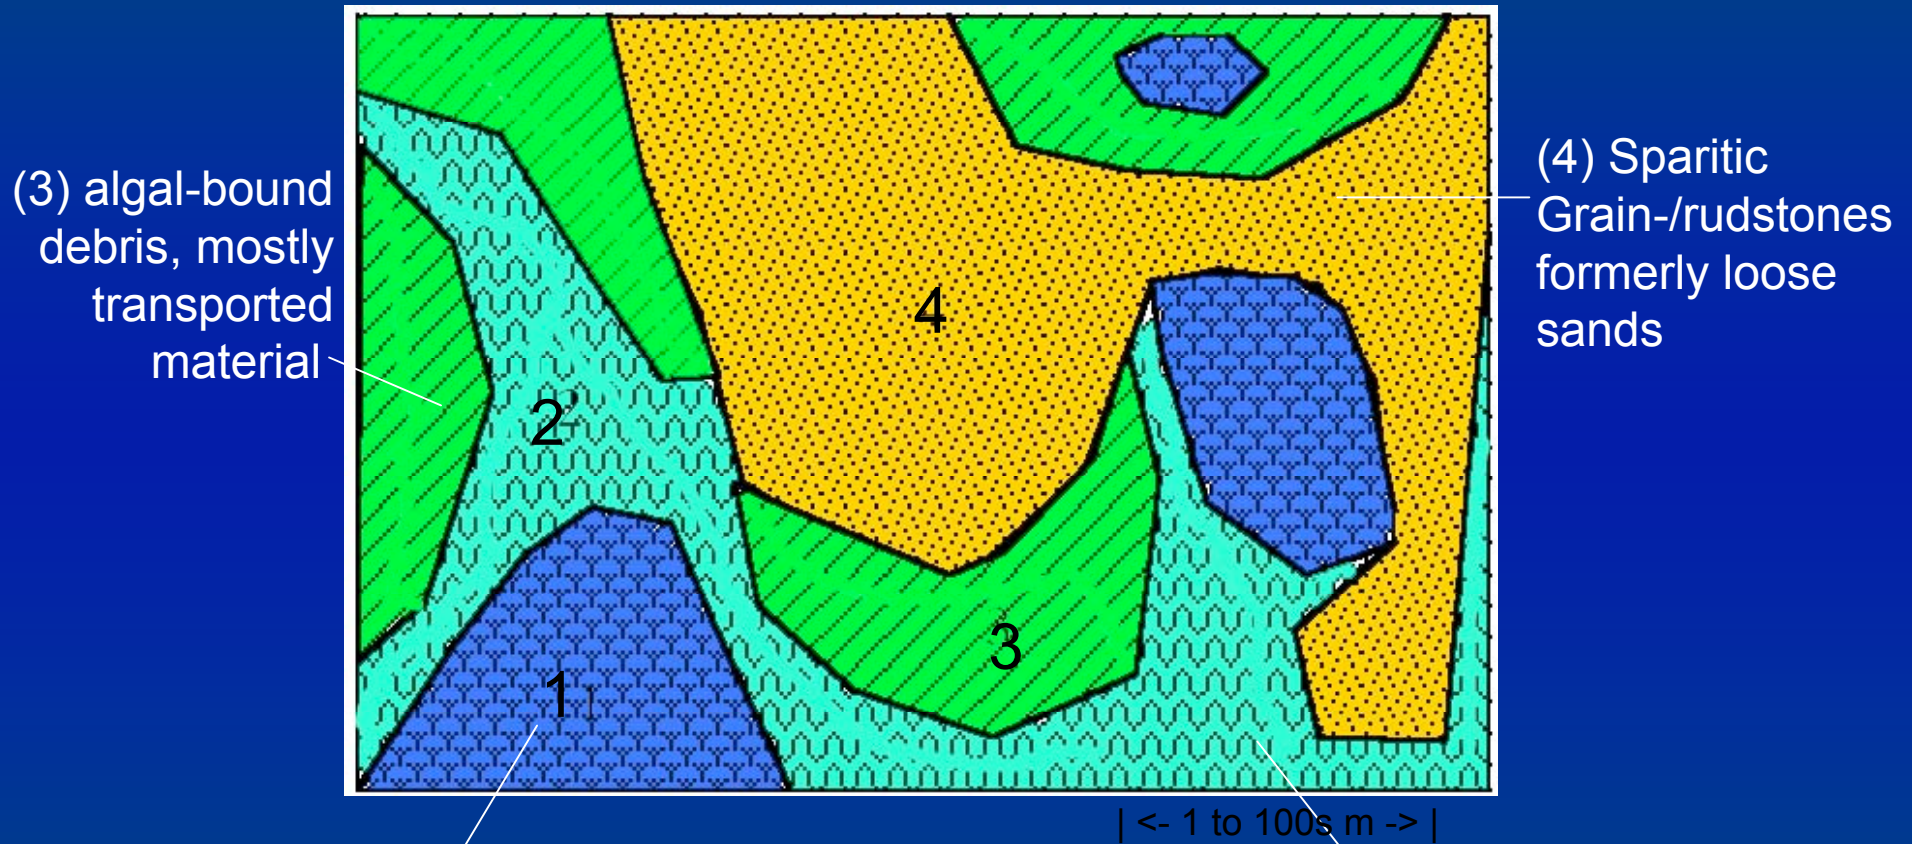 (3) algal-bound
debris, mostly
transported
material
(4) Sparitic
Grain-/rudstones
formerly loose
sands
4
2
3
1
| <- 1 to 100s m -> |